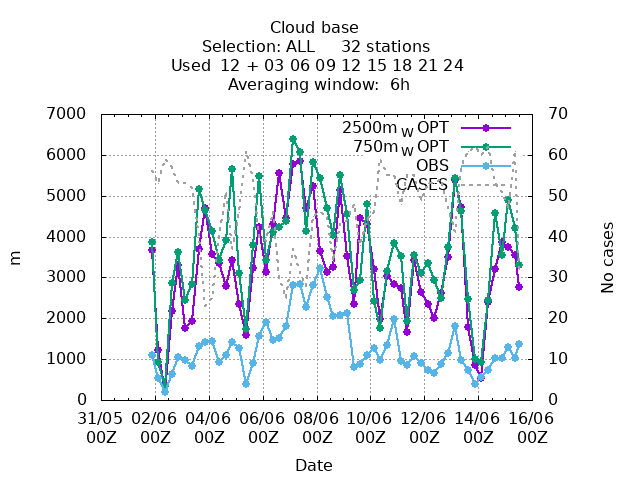 Cloud base
Selection: ALL     32 stations
Used  12 + 03 06 09 12 15 18 21 24
Averaging window:  6h
7000
6000
5000
4000
3000
2000
1000
0
m
70
60
50
40
30
20
10
0
No cases
2500m_W OPT
750m_W OPT
OBS
CASES
31/05 02/06 04/06 06/06 08/06 10/06 12/06 14/06 16/06
00Z 00Z 00Z 00Z 00Z 00Z 00Z 00Z 00Z
Date